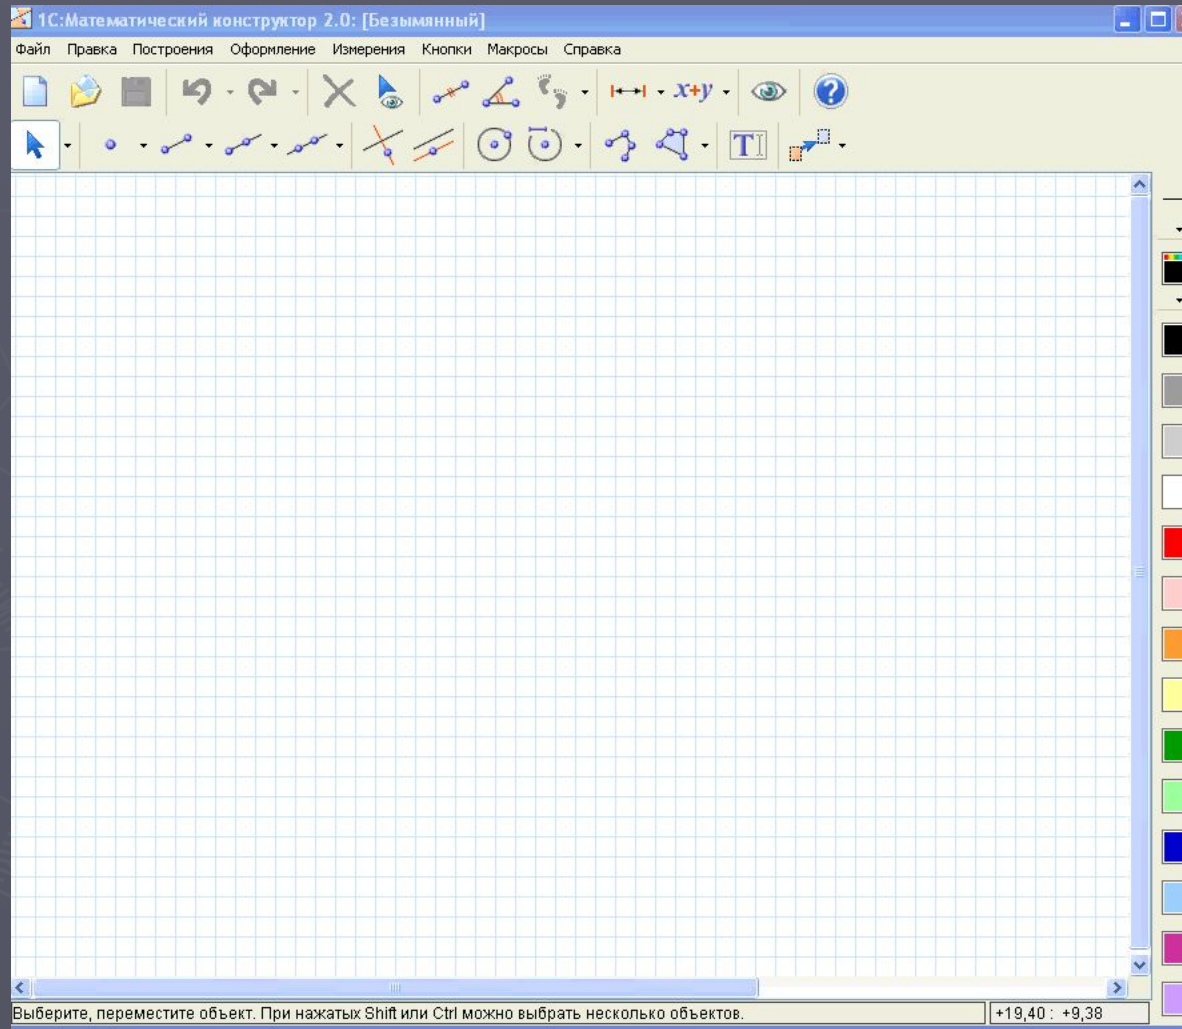 1С:Математический конструктор 2.0: [Безымянный]
Файл Правка Построения Оформление Измерения Кнопки Макросы Справка
x+y ?
T
Выберите, переместите объект. При нажатых Shift или Ctrl можно выбрать несколько объектов. +19,40 : +9,38